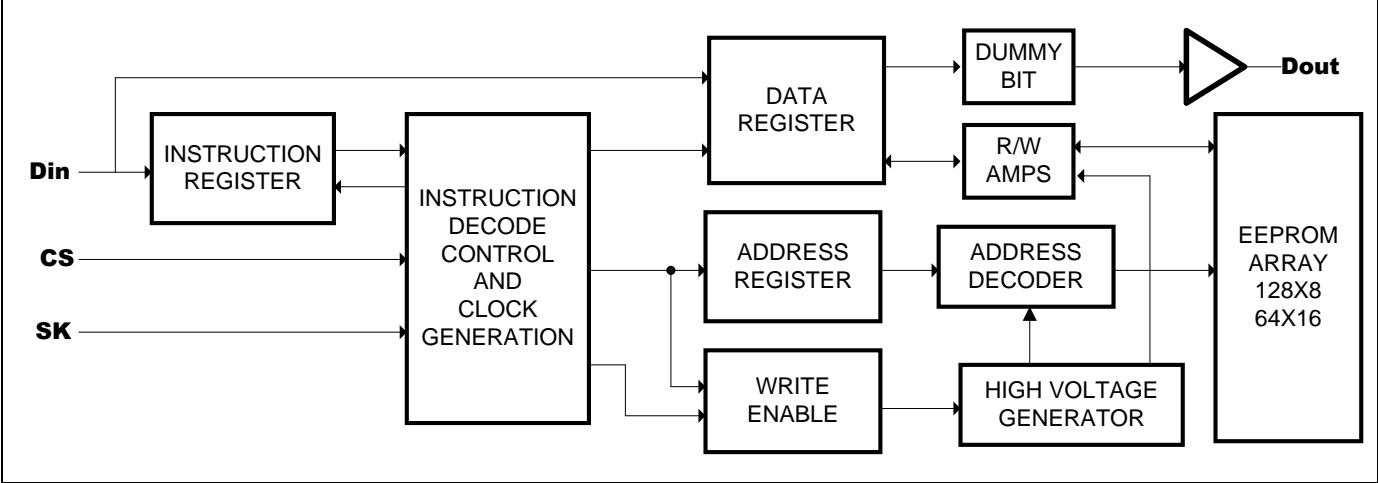 DUMMY
BIT
Dout
DATA
REGISTER
INSTRUCTION
REGISTER
R/W
AMPS
Din
INSTRUCTION
DECODE
CONTROL
AND
CLOCK
GENERATION
CS
SK
ADDRESS
REGISTER
ADDRESS
DECODER
EEPROM
ARRAY
128X8
64X16
WRITE
ENABLE
HIGH VOLTAGE
GENERATOR